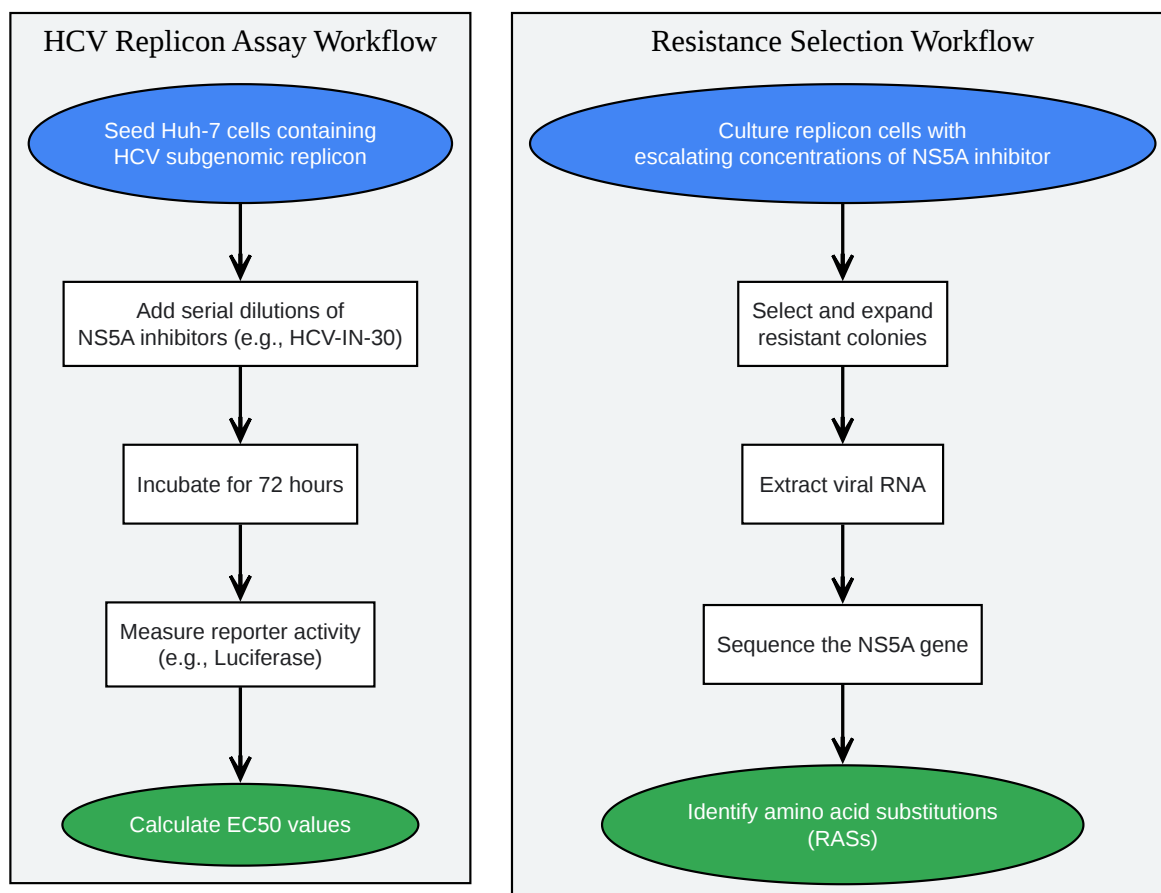 HCV Replicon Assay Workflow
Seed Huh-7 cells containing
HCV subgenomic replicon
Add serial dilutions of
NS5A inhibitors (e.g., HCV-IN-30)
Incubate for 72 hours
Measure reporter activity
(e.g., Luciferase)
Calculate EC50 values
Resistance Selection Workflow
Culture replicon cells with
escalating concentrations of NS5A inhibitor
Select and expand
resistant colonies
Extract viral RNA
Sequence the NS5A gene
Identify amino acid substitutions
(RASs)